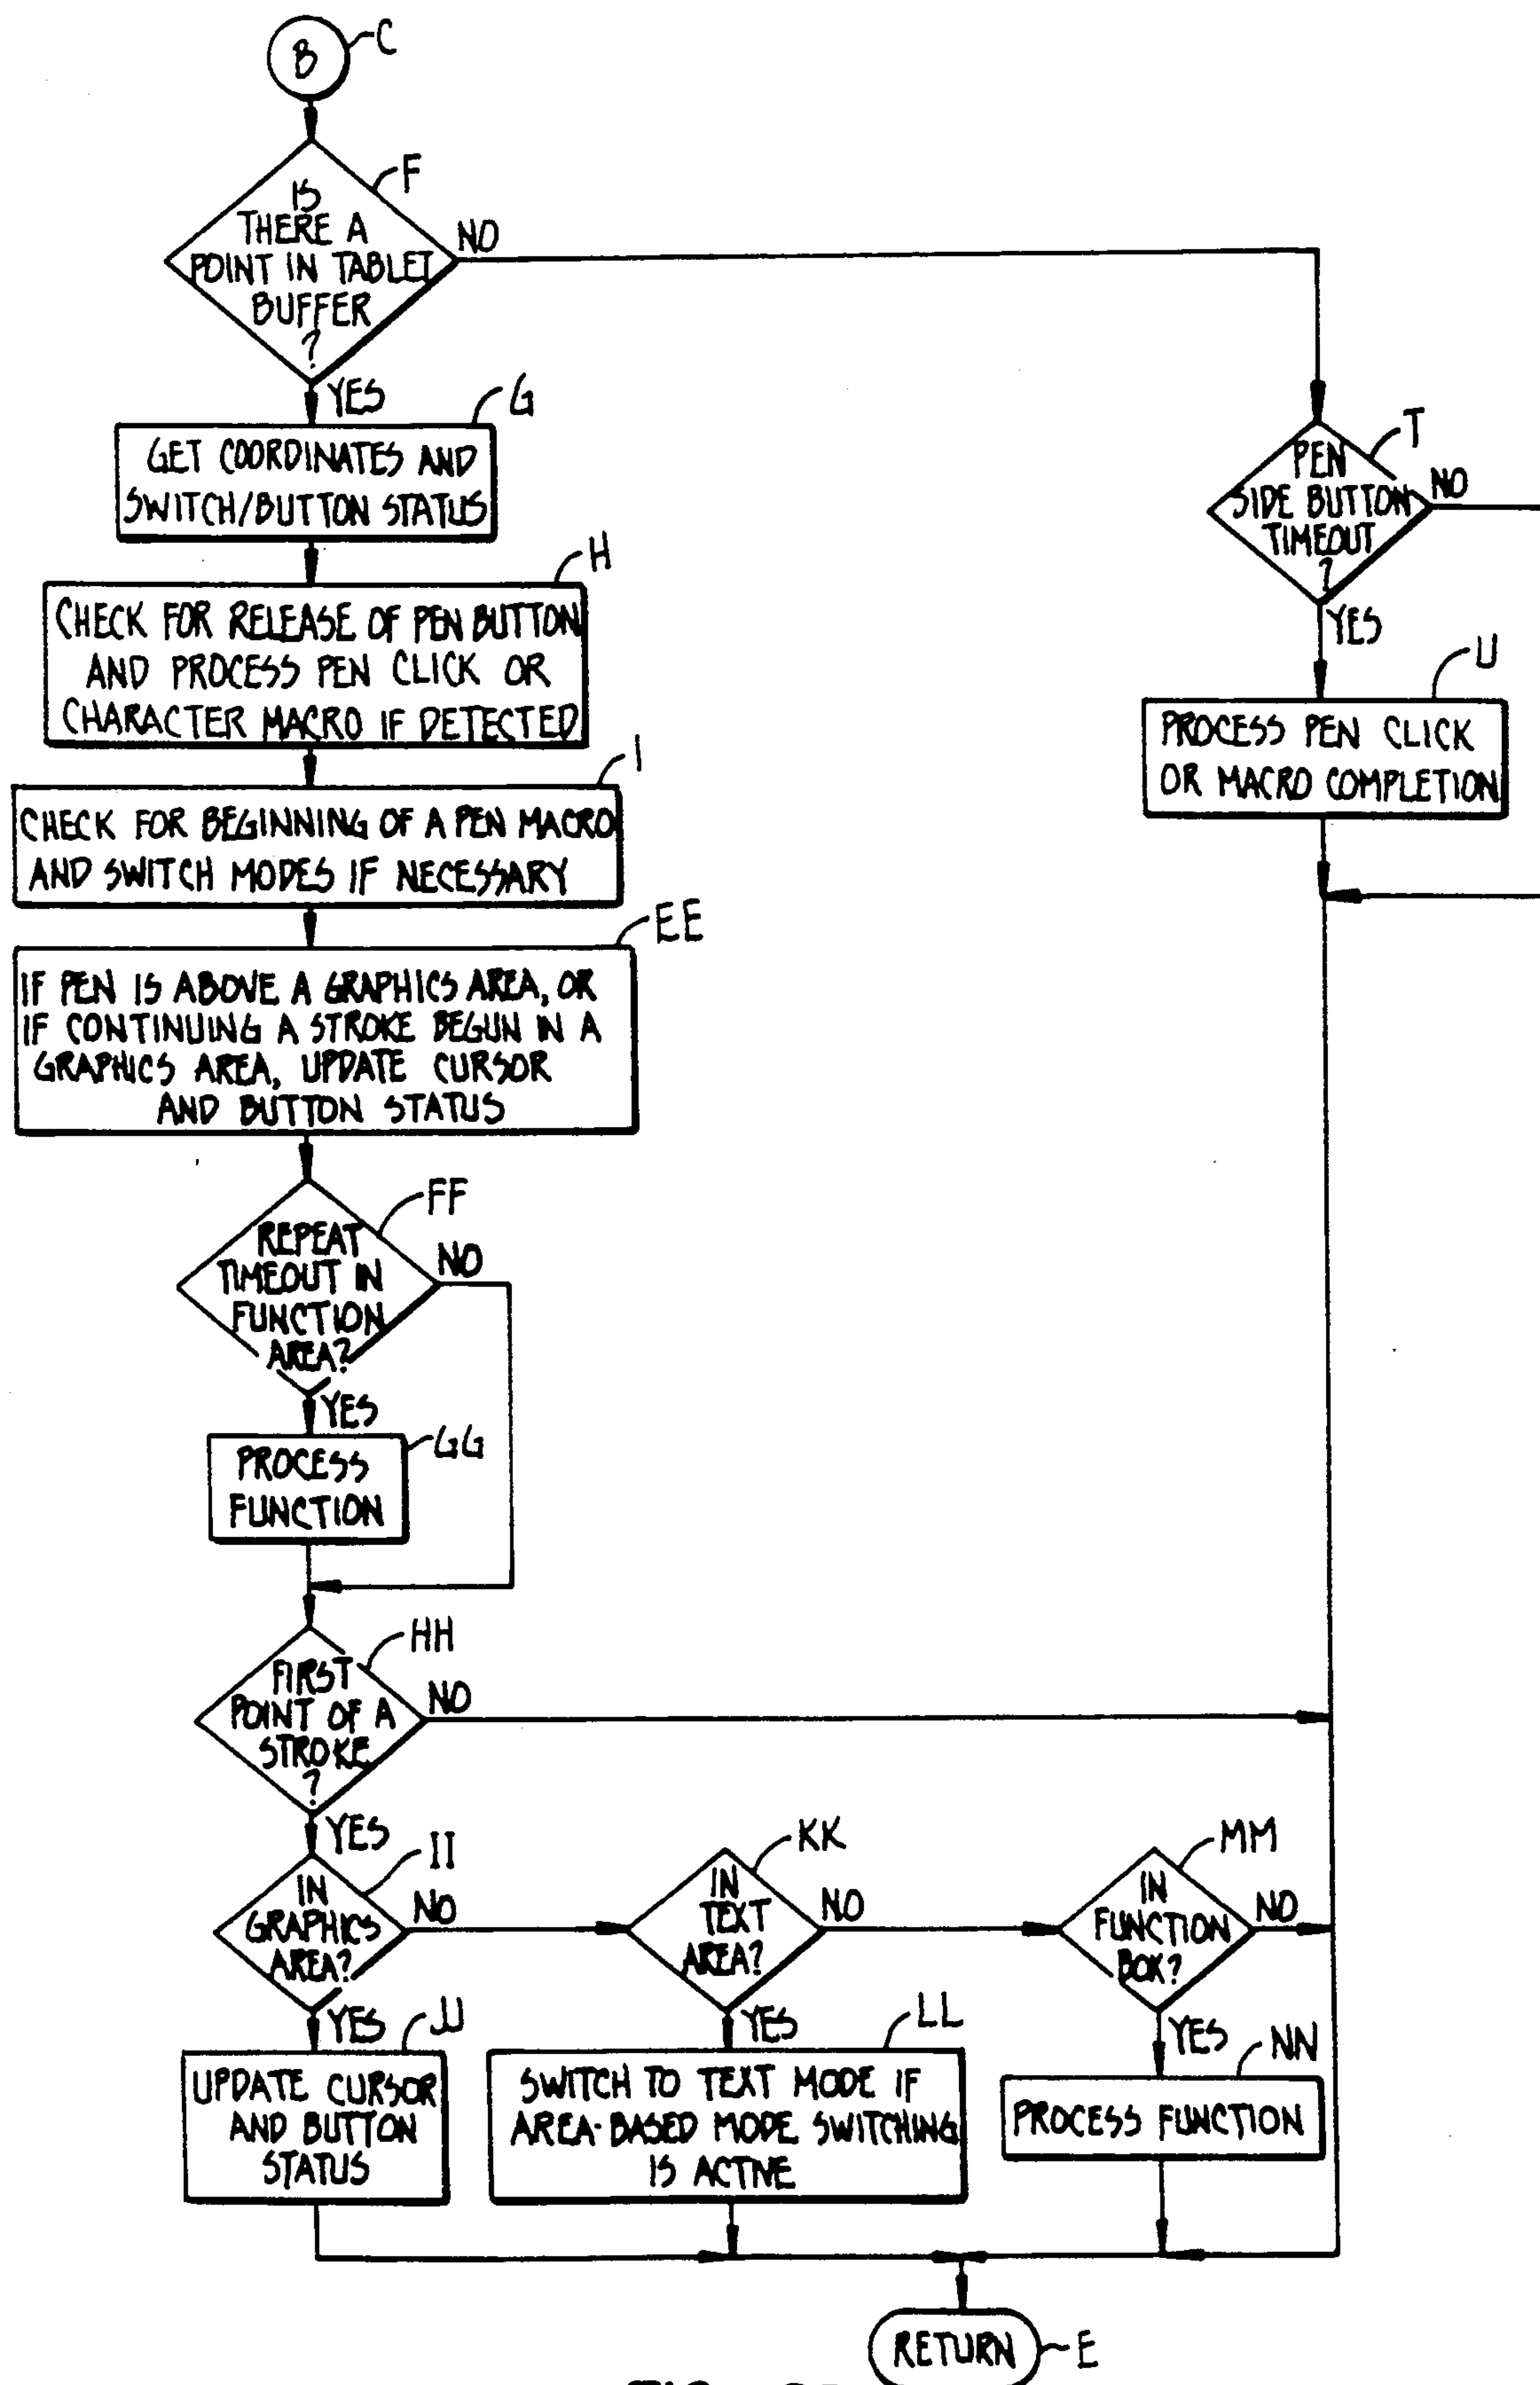 B
C
IS
THERE A
POINT IN TABLET
BUFFER
?
F
NO
YES
G
GET COORDINATES AND
SWITCH/BUTTON STATUS
H
CHECK FOR RELEASE OF PEN BUTTON
AND PROCESS PEN CLICK OR
CHARACTER MACRO IF DETECTED
I
CHECK FOR BEGINNING OF A PEN MACRO
AND SWITCH MODES IF NECESSARY
EE
IF PEN IS ABOVE A GRAPHICS AREA, OR
IF CONTINUING A STROKE BEGUN IN A
GRAPHICS AREA, UPDATE CURSOR
AND BUTTON STATUS
FF
REPEAT
TIMEOUT IN
FUNCTION
AREA?
NO
YES
GG
PROCESS
FUNCTION
HH
FIRST
POINT OF A
STROKE
?
NO
YES
II
IN
GRAPHICS
AREA?
NO
YES
JJ
UPDATE CURSOR
AND BUTTON
STATUS
KK
IN
TEXT
AREA?
NO
YES
LL
SWITCH TO TEXT MODE IF
AREA-BASED MODE SWITCHING
IS ACTIVE
MM
IN
FUNCTION
BOX?
NO
YES
NN
PROCESS FUNCTION
T
PEN
SIDE BUTTON
TIMEOUT
?
NO
YES
U
PROCESS PEN CLICK
OR MACRO COMPLETION
RETURN
E